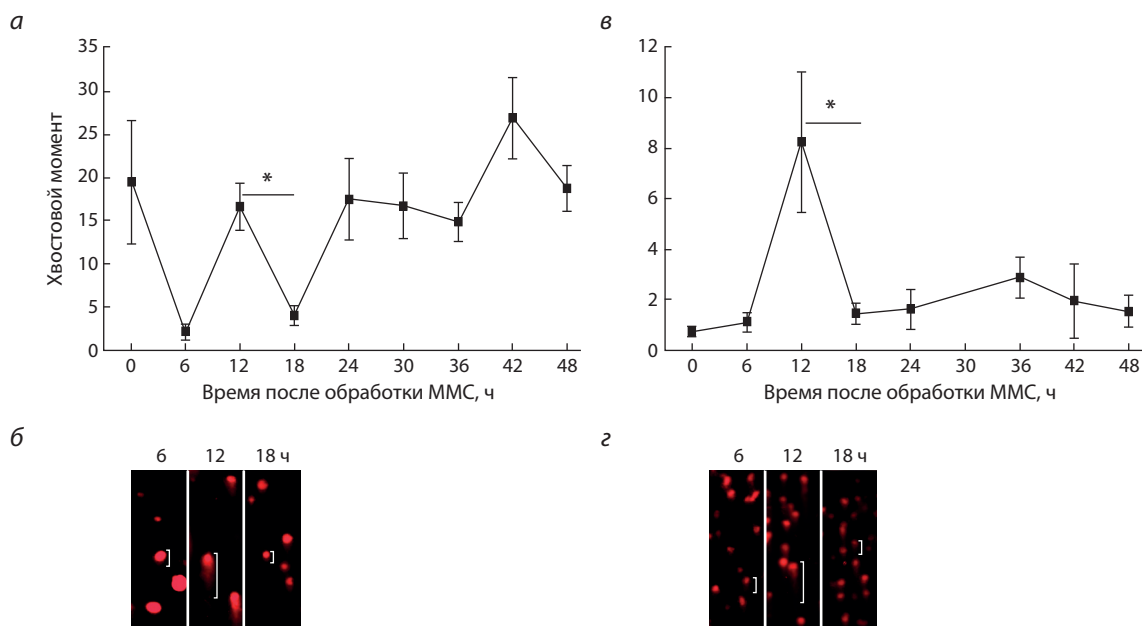 а
35
30
25
20
15
10
5
0
Хвостовой момент
*
0 6 12 18 24 30 36 42 48
Время после обработки ММС, ч
в
12
10
8
6
4
2
0
*
0 6 12 18 24 30 36 42 48
Время после обработки ММС, ч
б
6 12 18 ч
г
6 12 18 ч